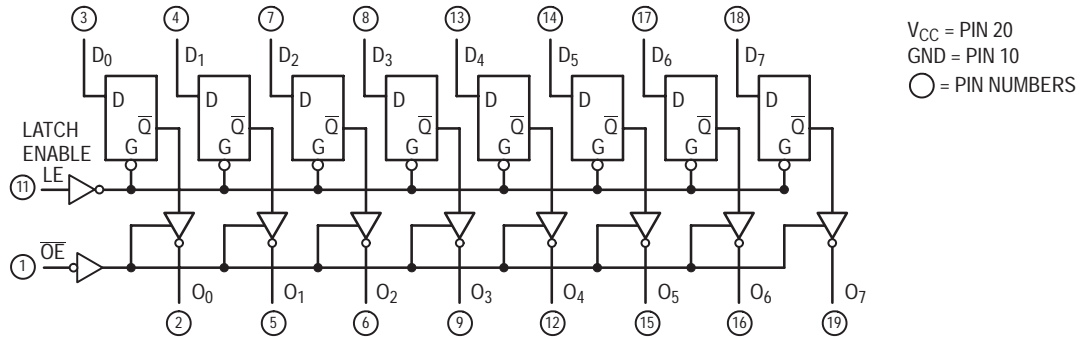 3 4 7 8 13 14 17 18
V_CC = PIN 20
GND = PIN 10
◯ = PIN NUMBERS
D₀ D₁ D₂ D₃ D₄ D₅ D₆ D₇
D D D D D D D D
Q̅ Q̅ Q̅ Q̅ Q̅ Q̅ Q̅ Q̅
G G G G G G G G
LATCH
ENABLE
11 LE
1 O̅E̅
O₀ O₁ O₂ O₃ O₄ O₅ O₆ O₇
2 5 6 9 12 15 16 19